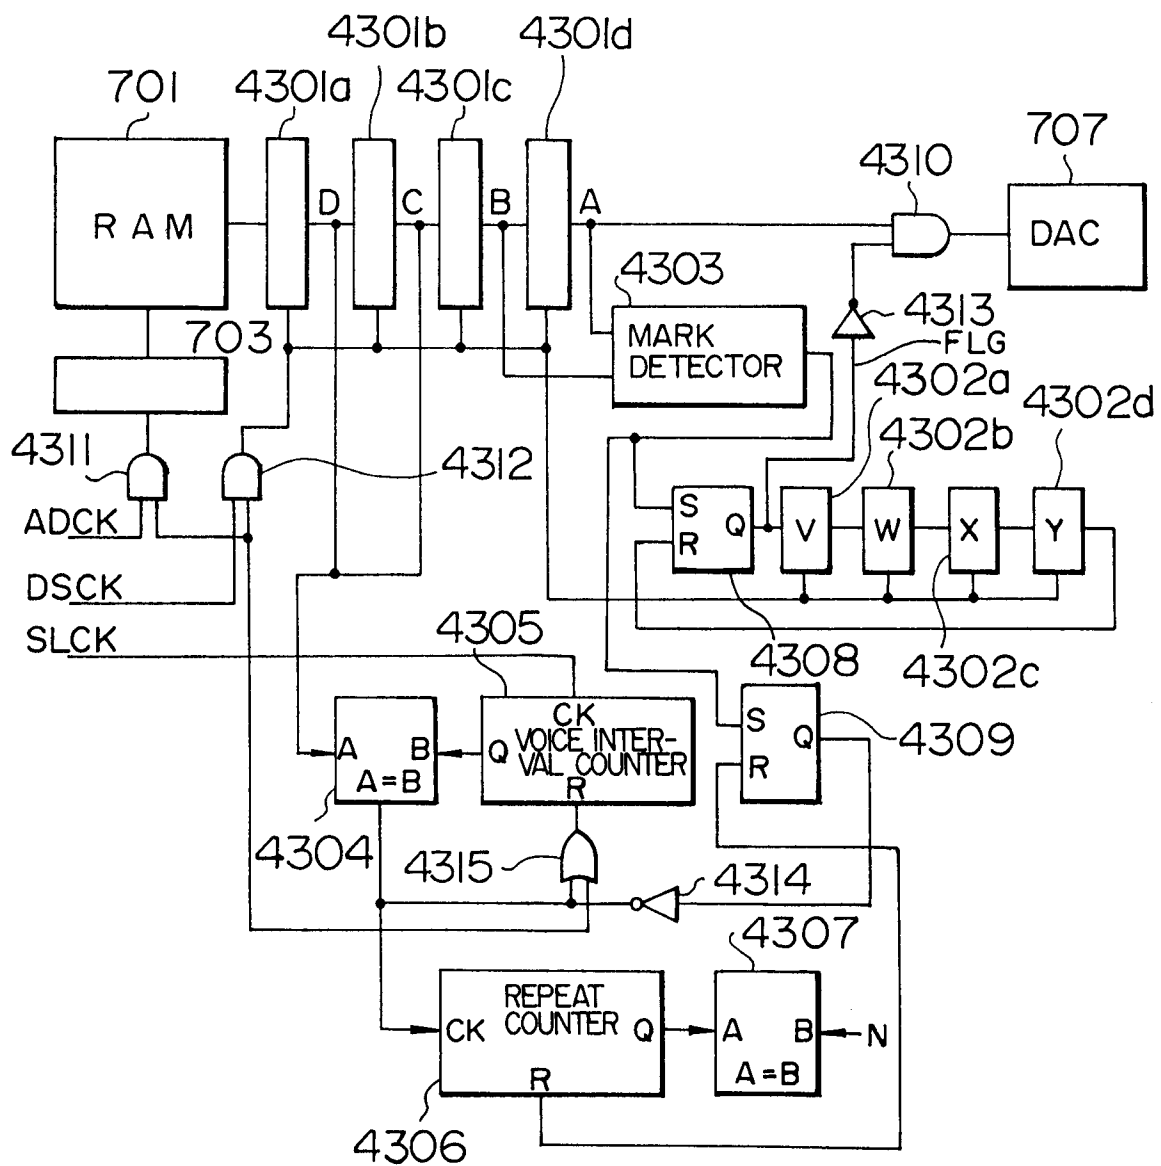 4301b
4301d
701
4301a
4301c
707
4310
RAM
D
C
B
A
DAC
4303
MARK
DETECTOR
4313
FLG
703
4302a
4302b
4302d
4311
4312
S
Q
R
V
W
X
Y
ADCK
DSCK
SLCK
4305
4308
4302c
CK
VOICE INTER-
VAL COUNTER
Q
R
A
B
A=B
S
Q
R
4309
4304
4315
4314
4307
REPEAT
COUNTER
CK
Q
R
A
B
N
A=B
4306